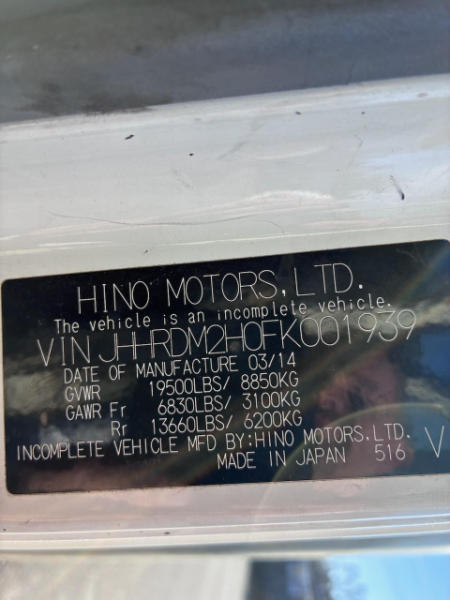 HINO MOTORS, LTD.
The vehicle is an incomplete vehicle.
VIN JHHRDM2H0FK001939
DATE OF MANUFACTURE 03/14
GVWR 19500LBS/ 8850KG
GAWR Fr 6830LBS/ 3100KG
Rr 13660LBS/ 6200KG
INCOMPLETE VEHICLE MFD BY:HINO MOTORS,LTD.
MADE IN JAPAN 516 V